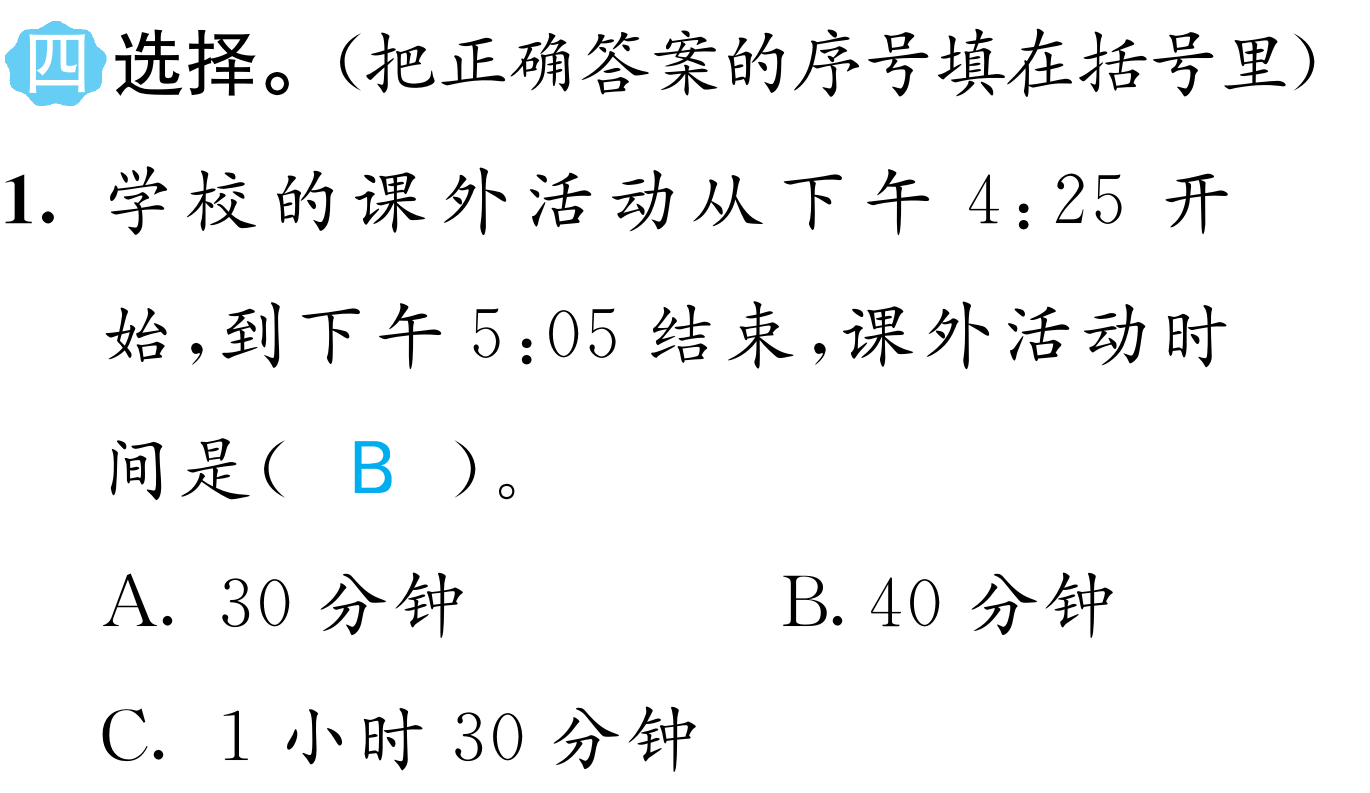 四 选择。(把正确答案的序号填在括号里)
1. 学校的课外活动从下午 4:25 开
始,到下午 5:05 结束,课外活动时
间是( B )。
A. 30 分钟 B. 40 分钟
C. 1 小时 30 分钟